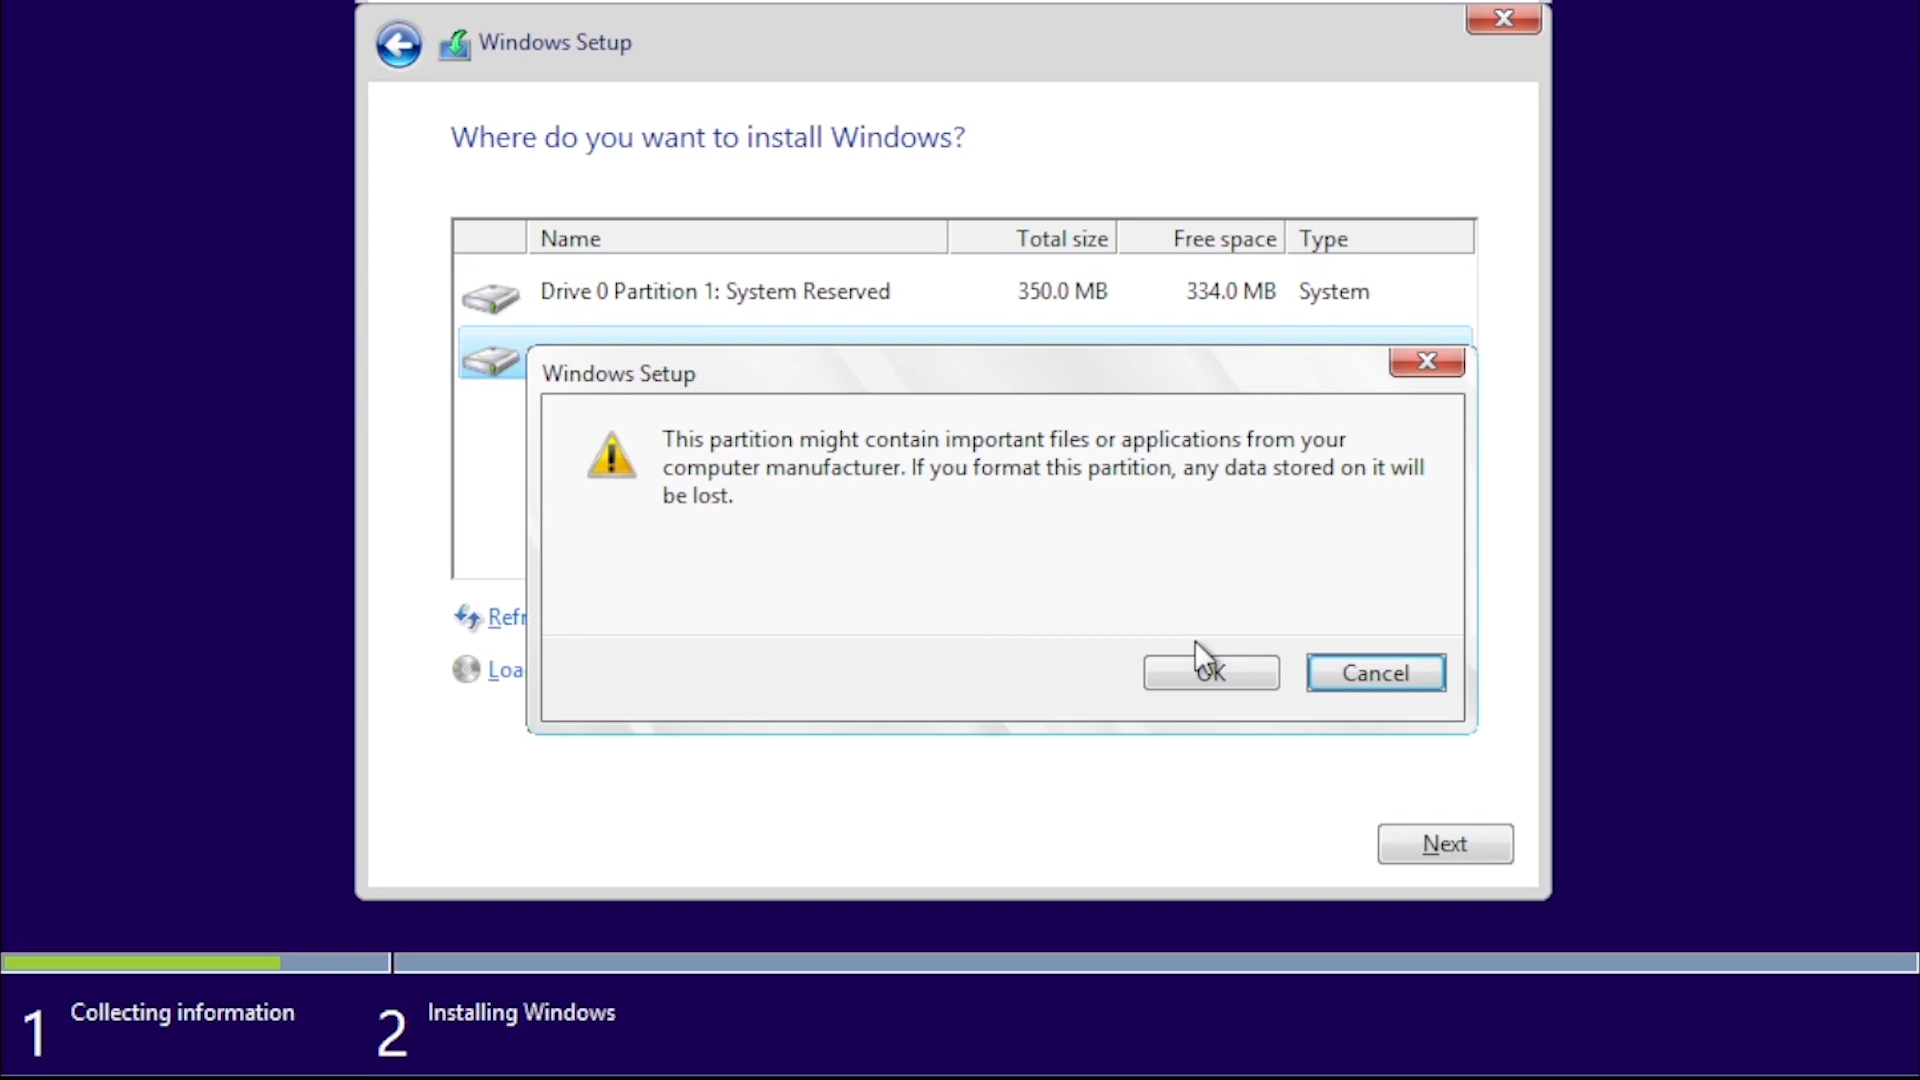 Windows Setup
Where do you want to install Windows?
Name Total size Free space Type
Drive 0 Partition 1: System Reserved 350.0 MB 334.0 MB System
Windows Setup
This partition might contain important files or applications from your
computer manufacturer. If you format this partition, any data stored on it will
be lost.
Refr
Loa
OK Cancel
Next
1 Collecting information 2 Installing Windows